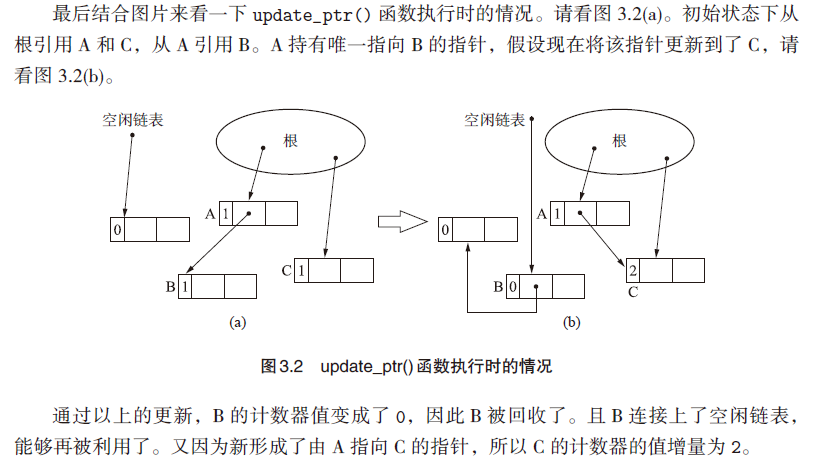 最后结合图片来看一下 update_ptr() 函数执行时的情况。请看图 3.2(a)。初始状态下从
根引用 A 和 C，从 A 引用 B。A 持有唯一指向 B 的指针，假设现在将该指针更新到了 C，请
看图 3.2(b)。
空闲链表
根
A 1
0
C 1
B 1
(a)
空闲链表
根
A 1
0
2
C
B 0
(b)
图 3.2 update_ptr() 函数执行时的情况
通过以上的更新，B 的计数器值变成了 0，因此 B 被回收了。且 B 连接上了空闲链表，
能够再被利用了。又因为新形成了由 A 指向 C 的指针，所以 C 的计数器的值增量为 2。